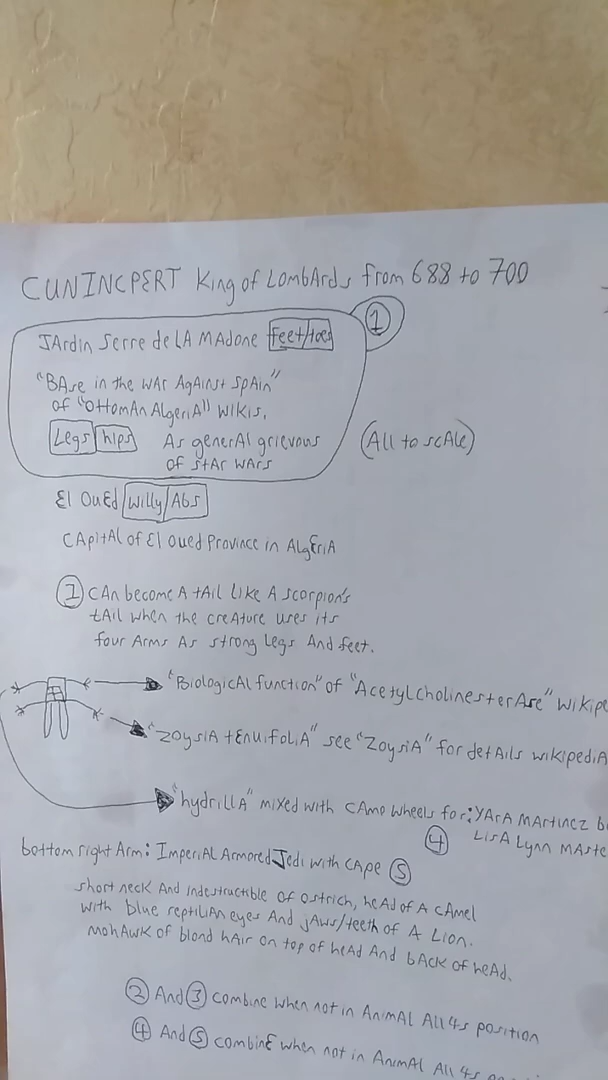 CUNINCPERT King of LombArds from 688 to 700
1
JArdin Serre de LA MAdone feet/toes
"BAse in the wAr AgAinst SpAin"
of "OttomAn AlgeriA" wikis.
Legs hips As generAl grievous
of stAr wArs
(All to scAle)
El Oued willy/Abs
CApitAl of El oued Province in AlgEriA
1 CAn become A tAil Like A scorpion's
tAil when the creAture uses its
four Arms As strong Legs And feet.
"BiologicAl function" of "Acetylcholinesterase" wikipe
"ZoysiA tEnuifoliA" see "ZoysiA" for detAils wikipediA
"hydrillA" mixed with CAmo wheels for: YArA MArtinez b
4 LisA Lynn MAste
bottom right Arm: ImperiAl Armored Jedi with CApe 5
short neck And indestructible of ostrich, heAd of A cAmel
with blue reptiliAn eyes And jAws/teeth of A Lion.
MohAwk of blond hAir on top of heAd And bAck of heAd.
2 And 3 combine when not in AnimAl All 4s position
4 And 5 combinE when not in AnimAl All 4s